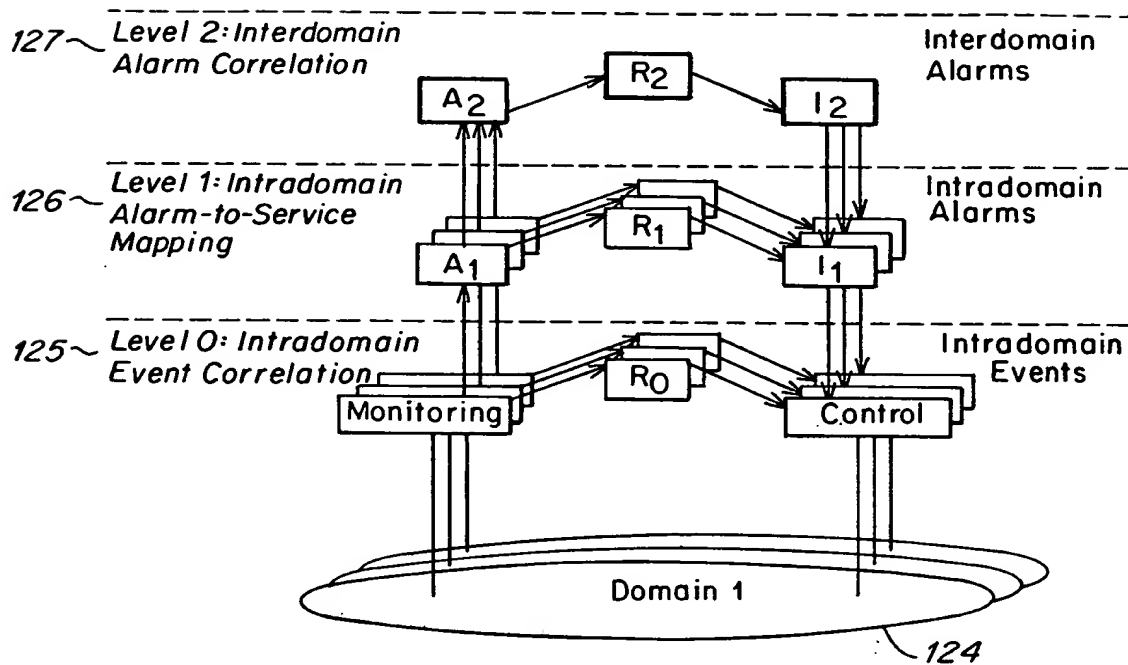 127 Level 2: Interdomain
Alarm Correlation
Interdomain
Alarms
A2
R2
I2
126 Level 1: Intradomain
Alarm-to-Service
Mapping
Intradomain
Alarms
A1
R1
I1
125 Level 0: Intradomain
Event Correlation
Intradomain
Events
Monitoring
R0
Control
Domain 1
124